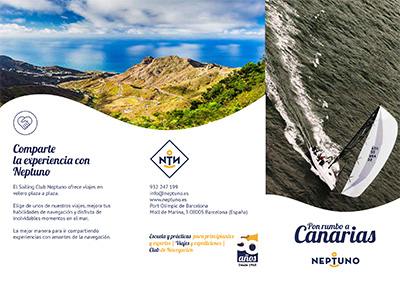 Comparte
la experiencia con
Neptuno
El Sailing Club Neptuno ofrece viajes en
velero plaza a plaza.
Elige de uno de nuestros viajes, mejora tus
habilidades de navegación y disfruta de
inolvidables momentos en el mar.
La mejor manera para ir compartiendo
experiencias con amantes de la navegación.
NTN
932 247 199
info@neptuno.es
www.neptuno.es
Port Olímpic de Barcelona
Moll de Marina, 3 08005 Barcelona (España)
Escuela y prácticas para principiantes
y expertos | Viajes y expediciones |
Club de Navegación
50
años
Desde 1968
Pon rumbo a
Canarias
NEPTUNO